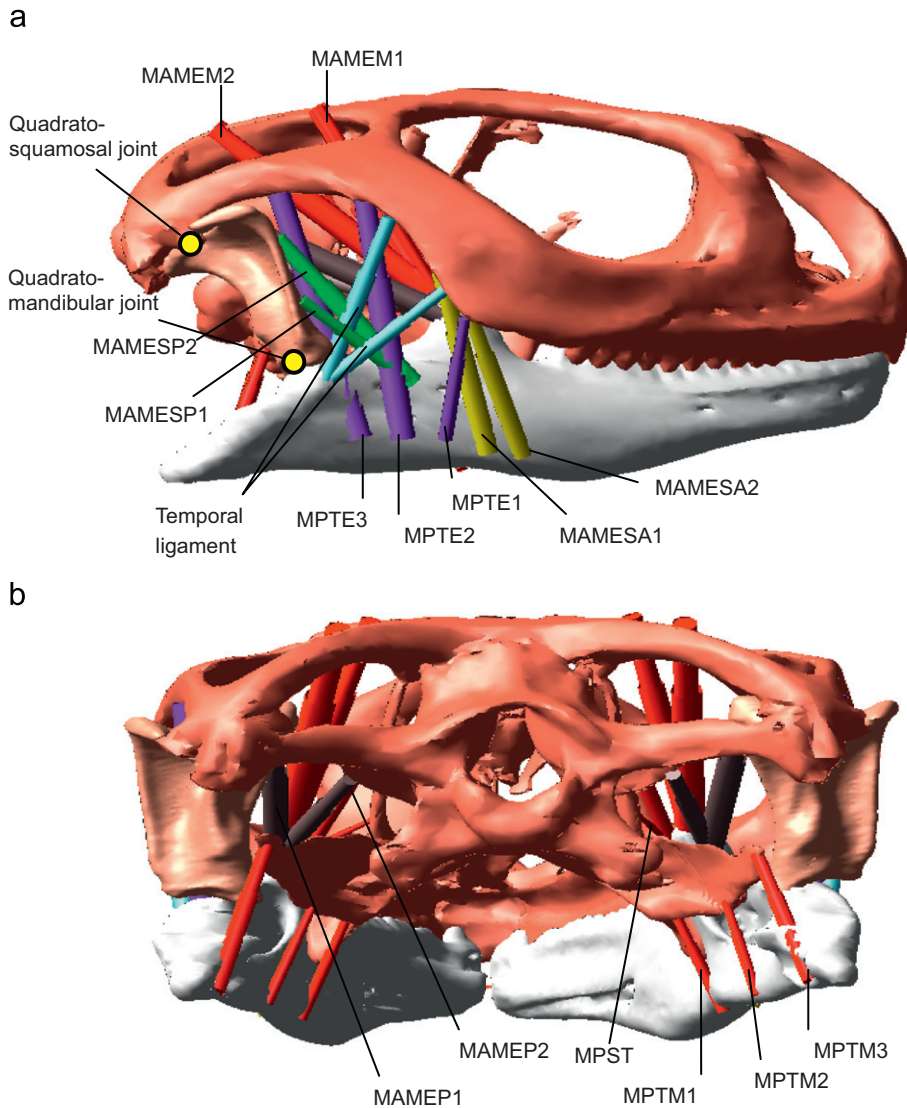 a
MAMEM2
MAMEM1
Quadrato-
squamosal joint
Quadrato-
mandibular joint
MAMESP2
MAMESP1
Temporal
ligament
MPTE3
MPTE2
MPTE1
MAMESA1
MAMESA2
b
MAMEP1
MAMEP2
MPST
MPTM1
MPTM2
MPTM3